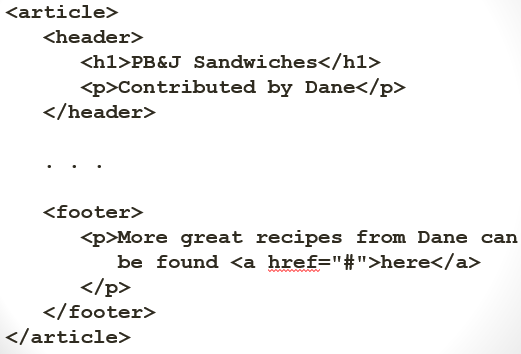 <article>
<header>
<h1>PB&J Sandwiches</h1>
<p>Contributed by Dane</p>
</header>
. . .
<footer>
<p>More great recipes from Dane can
be found <a href="#">here</a>
</p>
</footer>
</article>